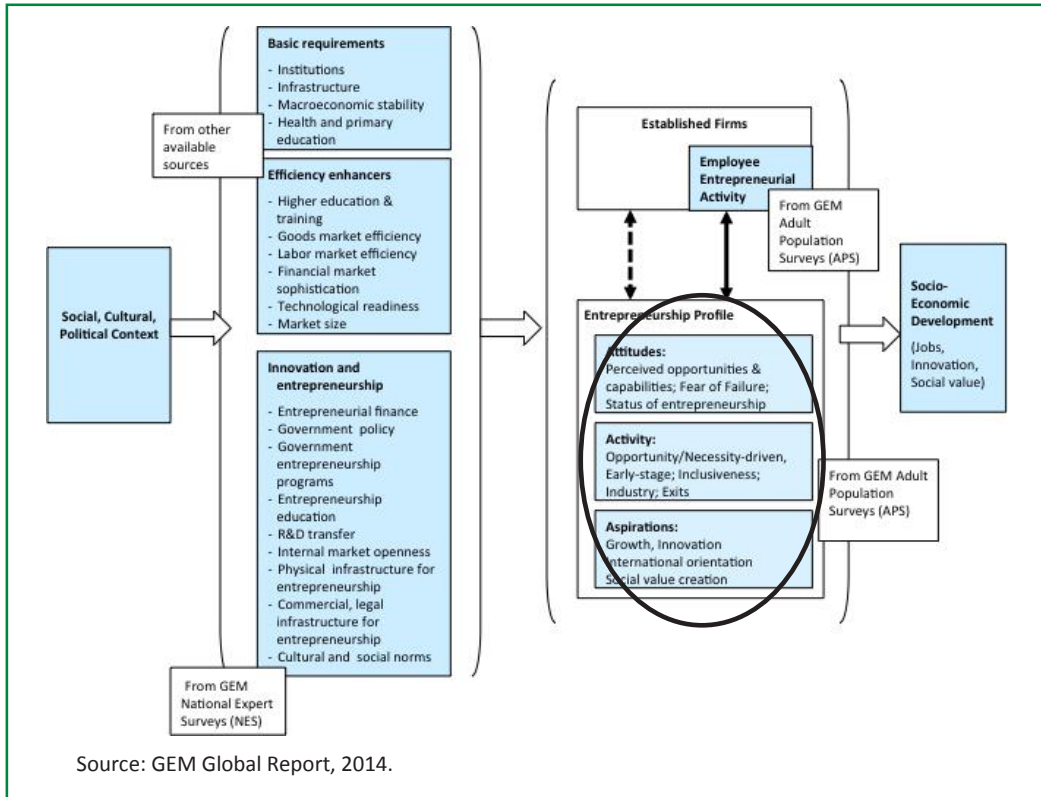 Social, Cultural,
Political Context
From other
available
sources
Basic requirements
- Institutions
- Infrastructure
- Macroeconomic stability
- Health and primary
education
Efficiency enhancers
- Higher education &
training
- Goods market efficiency
- Labor market efficiency
- Financial market
sophistication
- Technological readiness
- Market size
Innovation and
entrepreneurship
- Entrepreneurial finance
- Government policy
- Government
entrepreneurship
programs
- Entrepreneurship
education
- R&D transfer
- Internal market openness
- Physical infrastructure for
entrepreneurship
- Commercial, legal
infrastructure for
entrepreneurship
- Cultural and social norms
From GEM
National Expert
Surveys (NES)
Established Firms
Employee
Entrepreneurial
Activity
From GEM
Adult
Population
Surveys (APS)
Entrepreneurship Profile
Attitudes:
Perceived opportunities &
capabilities; Fear of Failure;
Status of entrepreneurship
Activity:
Opportunity/Necessity-driven,
Early-stage; Inclusiveness;
Industry; Exits
Aspirations:
Growth, Innovation
International orientation
Social value creation
From GEM Adult
Population
Surveys (APS)
Socio-
Economic
Development
(Jobs,
Innovation,
Social value)
Source: GEM Global Report, 2014.